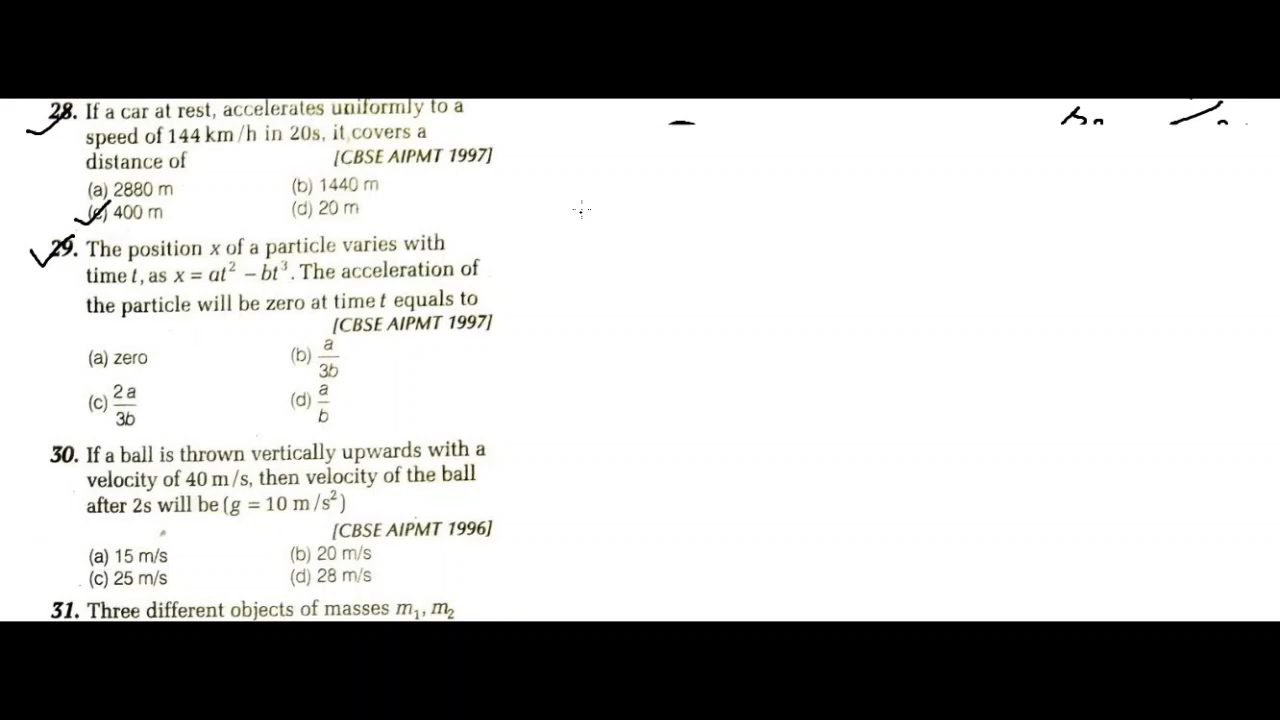 28. If a car at rest, accelerates uniformly to a
speed of 144 km/h in 20s, it covers a
distance of [CBSE AIPMT 1997]
(a) 2880 m (b) 1440 m
(c) 400 m (d) 20 m
29. The position x of a particle varies with
time t, as x = at² − bt³. The acceleration of
the particle will be zero at time t equals to
[CBSE AIPMT 1997]
(a) zero (b) a/3b
(c) 2a/3b (d) a/b
30. If a ball is thrown vertically upwards with a
velocity of 40 m/s, then velocity of the ball
after 2s will be (g = 10 m/s²)
[CBSE AIPMT 1996]
(a) 15 m/s (b) 20 m/s
(c) 25 m/s (d) 28 m/s
31. Three different objects of masses m₁, m₂